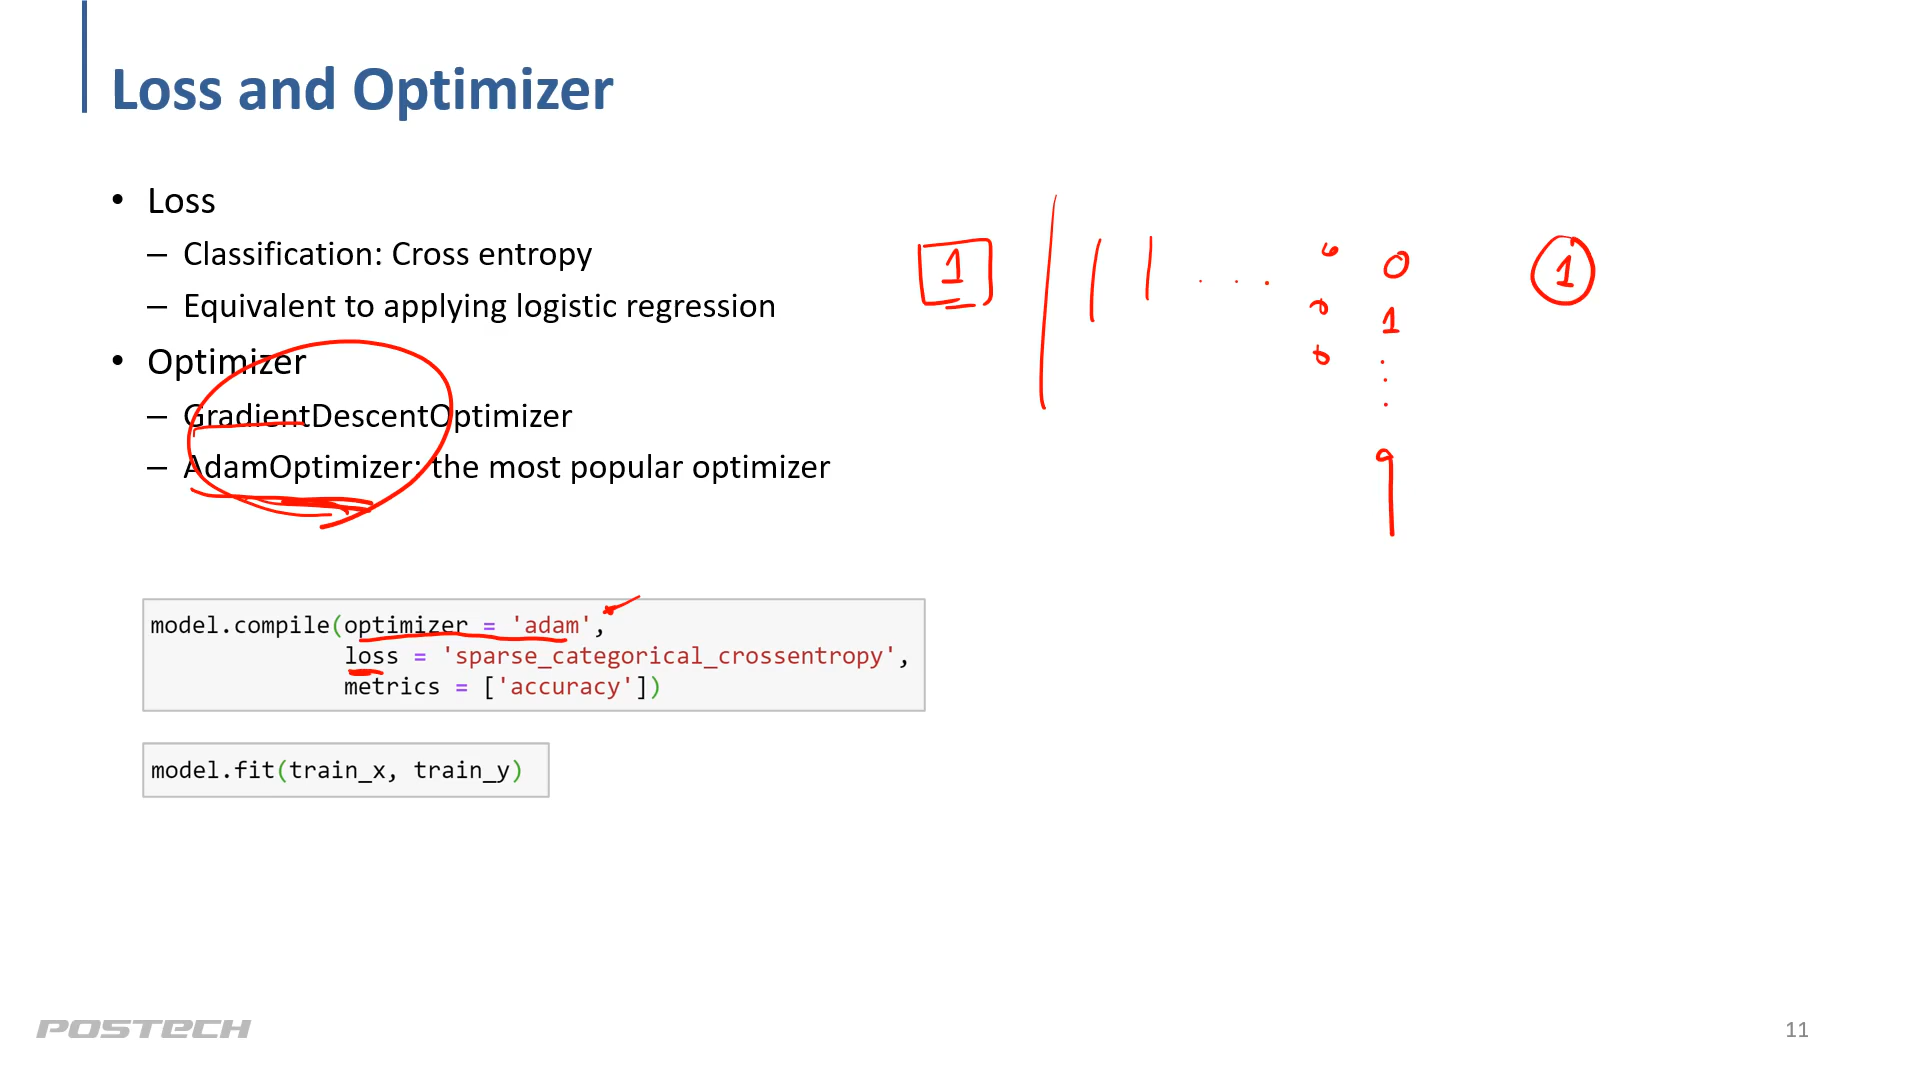 Loss and Optimizer
• Loss
– Classification: Cross entropy
– Equivalent to applying logistic regression
• Optimizer
– GradientDescentOptimizer
– AdamOptimizer: the most popular optimizer
1
. . .
0
1
9
1
model.compile(optimizer = 'adam',
loss = 'sparse_categorical_crossentropy',
metrics = ['accuracy'])
model.fit(train_x, train_y)
POSTECH
11